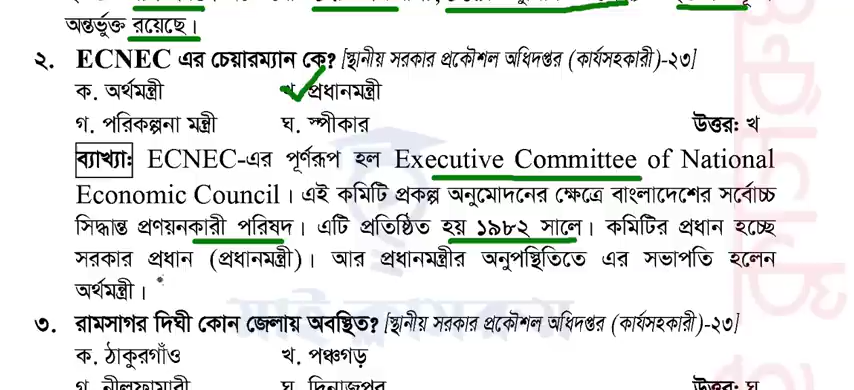 অন্তর্ভুক্ত রয়েছে।
২. ECNEC এর চেয়ারম্যান কে? [স্থানীয় সরকার প্রকৌশল অধিদপ্তর (কার্যসহকারী)-২৩]
ক. অর্থমন্ত্রী খ. প্রধানমন্ত্রী
গ. পরিকল্পনা মন্ত্রী ঘ. স্পীকার উত্তর: খ
ব্যাখ্যা: ECNEC-এর পূর্ণরূপ হল Executive Committee of National
Economic Council। এই কমিটি প্রকল্প অনুমোদনের ক্ষেত্রে বাংলাদেশের সর্বোচ্চ
সিদ্ধান্ত প্রণয়নকারী পরিষদ। এটি প্রতিষ্ঠিত হয় ১৯৮২ সালে। কমিটির প্রধান হচ্ছে
সরকার প্রধান (প্রধানমন্ত্রী)। আর প্রধানমন্ত্রীর অনুপস্থিতিতে এর সভাপতি হলেন
অর্থমন্ত্রী।
৩. রামসাগর দিঘী কোন জেলায় অবস্থিত? [স্থানীয় সরকার প্রকৌশল অধিদপ্তর (কার্যসহকারী)-২৩]
ক. ঠাকুরগাঁও খ. পঞ্চগড়
গ. নীলফামারী ঘ. দিনাজপুর উত্তর: ঘ